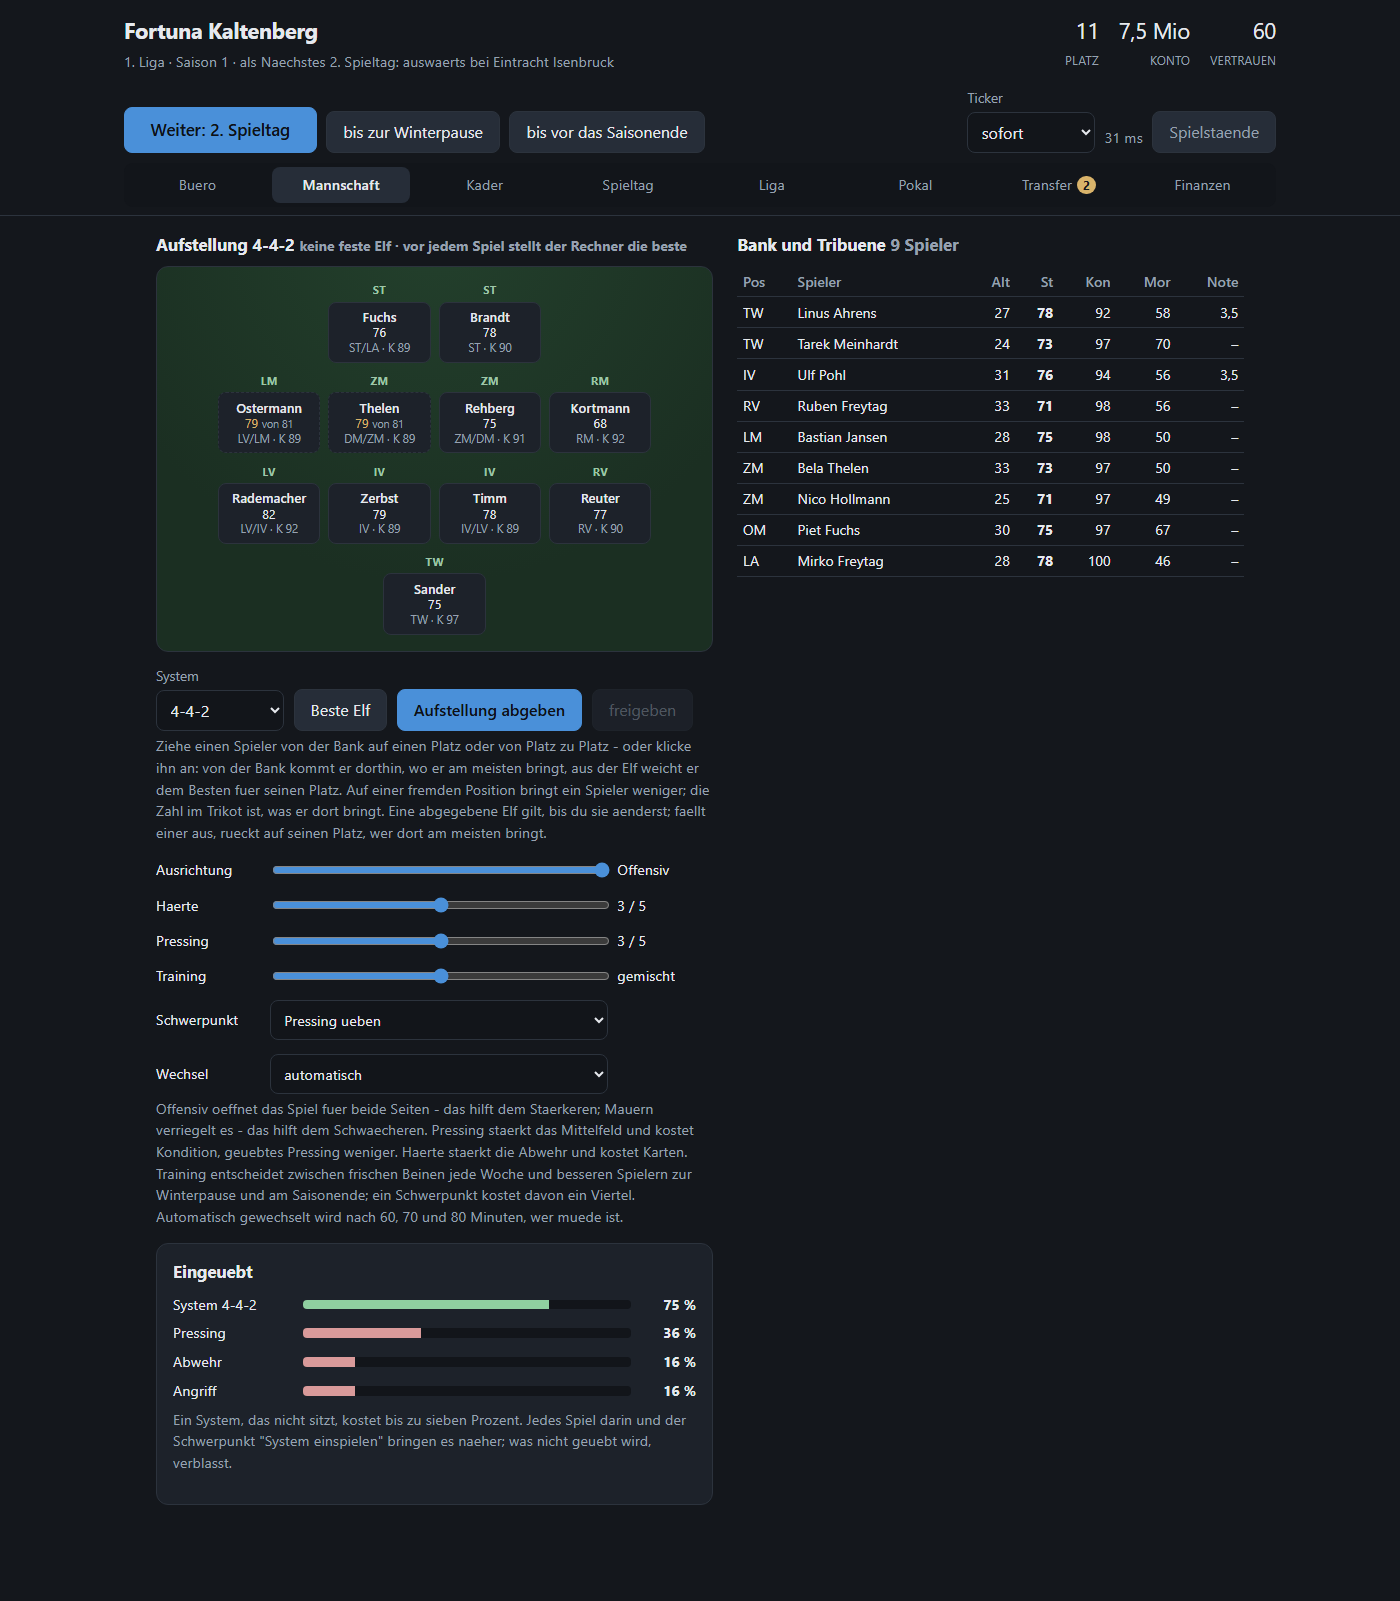 Fortuna Kaltenberg
1. Liga · Saison 1 · als Naechstes 2. Spieltag: auswaerts bei Eintracht Isenbruck
11 7,5 Mio 60
PLATZ KONTO VERTRAUEN
Weiter: 2. Spieltag bis zur Winterpause bis vor das Saisonende
Ticker
sofort 31 ms Spielstaende
Buero Mannschaft Kader Spieltag Liga Pokal Transfer 2 Finanzen
Aufstellung 4-4-2 keine feste Elf · vor jedem Spiel stellt der Rechner die beste
ST ST
Fuchs Brandt
76 78
ST/LA · K 89 ST · K 90
LM ZM ZM RM
Ostermann Thelen Rehberg Kortmann
79 von 81 79 von 81 75 68
LV/LM · K 89 DM/ZM · K 89 ZM/DM · K 91 RM · K 92
LV IV IV RV
Rademacher Zerbst Timm Reuter
82 79 78 77
LV/IV · K 92 IV · K 89 IV/LV · K 89 RV · K 90
TW
Sander
75
TW · K 97
System
4-4-2 Beste Elf Aufstellung abgeben freigeben
Ziehe einen Spieler von der Bank auf einen Platz oder von Platz zu Platz - oder klicke
ihn an: von der Bank kommt er dorthin, wo er am meisten bringt, aus der Elf weicht er
dem Besten fuer seinen Platz. Auf einer fremden Position bringt ein Spieler weniger; die
Zahl im Trikot ist, was er dort bringt. Eine abgegebene Elf gilt, bis du sie aenderst; faellt
einer aus, rueckt auf seinen Platz, wer dort am meisten bringt.
Ausrichtung Offensiv
Haerte 3 / 5
Pressing 3 / 5
Training gemischt
Schwerpunkt Pressing ueben
Wechsel automatisch
Offensiv oeffnet das Spiel fuer beide Seiten - das hilft dem Staerkeren; Mauern
verriegelt es - das hilft dem Schwaecheren. Pressing staerkt das Mittelfeld und kostet
Kondition, geuebtes Pressing weniger. Haerte staerkt die Abwehr und kostet Karten.
Training entscheidet zwischen frischen Beinen jede Woche und besseren Spielern zur
Winterpause und am Saisonende; ein Schwerpunkt kostet davon ein Viertel.
Automatisch gewechselt wird nach 60, 70 und 80 Minuten, wer muede ist.
Eingeuebt
System 4-4-2 75 %
Pressing 36 %
Abwehr 16 %
Angriff 16 %
Ein System, das nicht sitzt, kostet bis zu sieben Prozent. Jedes Spiel darin und der
Schwerpunkt "System einspielen" bringen es naeher; was nicht geuebt wird,
verblasst.
Bank und Tribuene 9 Spieler
Pos Spieler Alt St Kon Mor Note
TW Linus Ahrens 27 78 92 58 3,5
TW Tarek Meinhardt 24 73 97 70 –
IV Ulf Pohl 31 76 94 56 3,5
RV Ruben Freytag 33 71 98 56 –
LM Bastian Jansen 28 75 98 50 –
ZM Bela Thelen 33 73 97 50 –
ZM Nico Hollmann 25 71 97 49 –
OM Piet Fuchs 30 75 97 67 –
LA Mirko Freytag 28 78 100 46 –